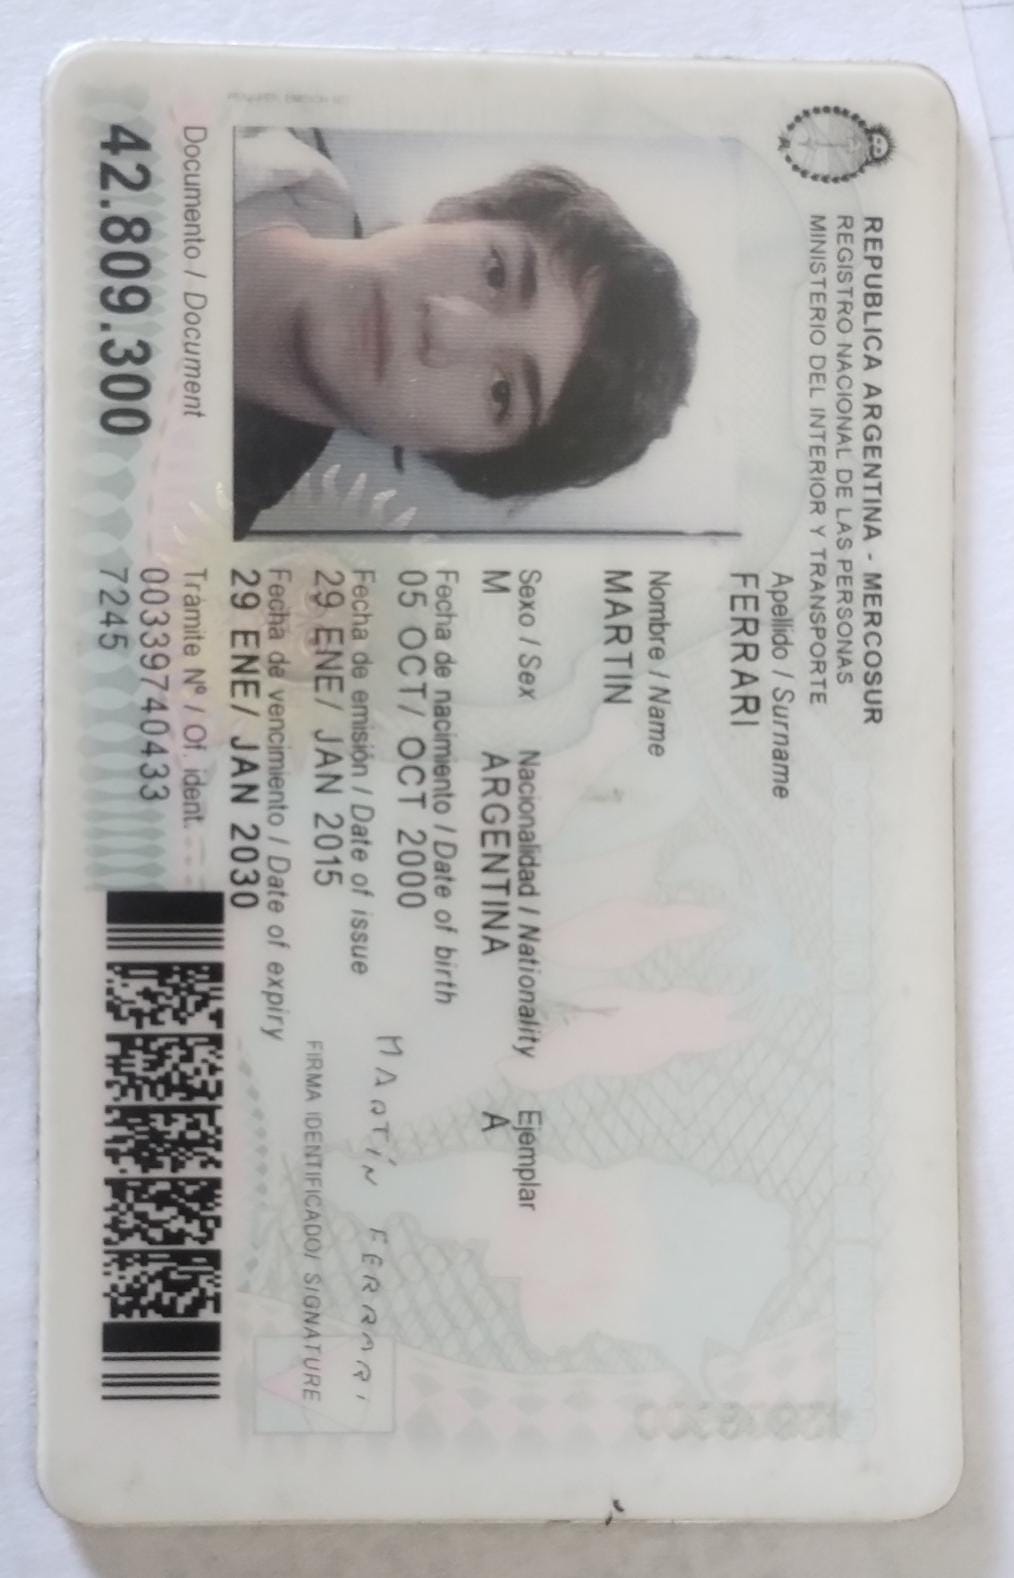 REPUBLICA ARGENTINA - MERCOSUR
REGISTRO NACIONAL DE LAS PERSONAS
MINISTERIO DEL INTERIOR Y TRANSPORTE
Apellido / Surname
FERRARI
Nombre / Name
MARTIN
Sexo / Sex Nacionalidad / Nationality Ejemplar
M ARGENTINA A
Fecha de nacimiento / Date of birth
05 OCT/ OCT 2000
Fecha de emisión / Date of issue
29 ENE/ JAN 2015
Fecha de vencimiento / Date of expiry
29 ENE/ JAN 2030
MARTÍN FERRARI
FIRMA IDENTIFICADO/ SIGNATURE
Documento / Document
42.809.300
Trámite Nº / Of. ident.
00339740433
7245